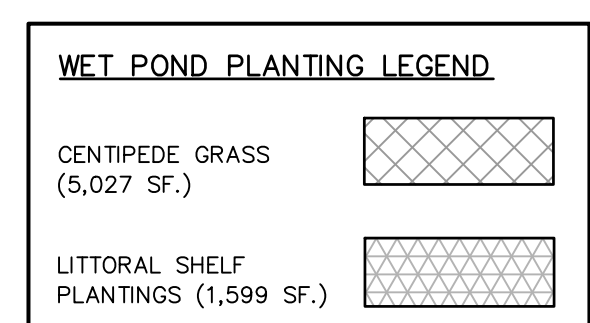 WET POND PLANTING LEGEND
CENTIPEDE GRASS
(5,027 SF.)
LITTORAL SHELF
PLANTINGS (1,599 SF.)